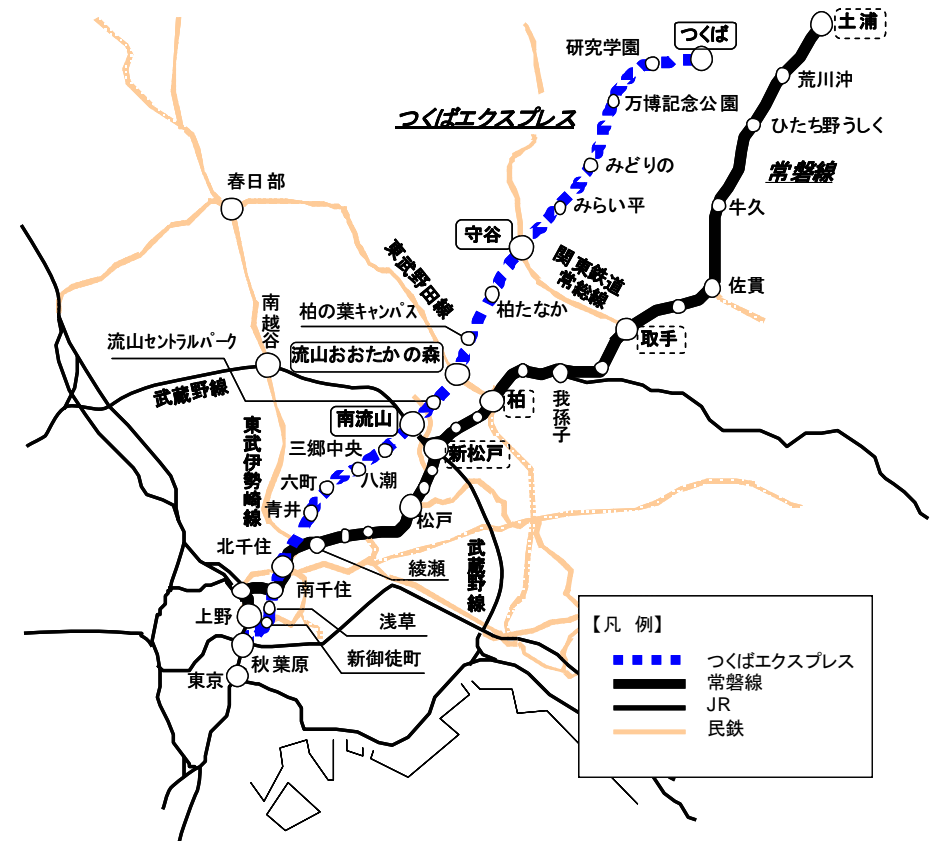 つくば
土浦
研究学園
荒川沖
万博記念公園
つくばエクスプレス
ひたち野うしく
みどりの
常磐線
春日部
みらい平
牛久
守谷
東武野田線
関東鉄道
常総線
佐貫
南越谷
柏の葉キャンパス
柏たなか
流山セントラルパーク
流山おおたかの森
取手
武蔵野線
柏
我孫子
南流山
東武伊勢崎線
三郷中央
新松戸
六町
八潮
青井
松戸
北千住
武蔵野線
綾瀬
南千住
上野
浅草
新御徒町
秋葉原
東京
【凡 例】
つくばエクスプレス
常磐線
JR
民鉄